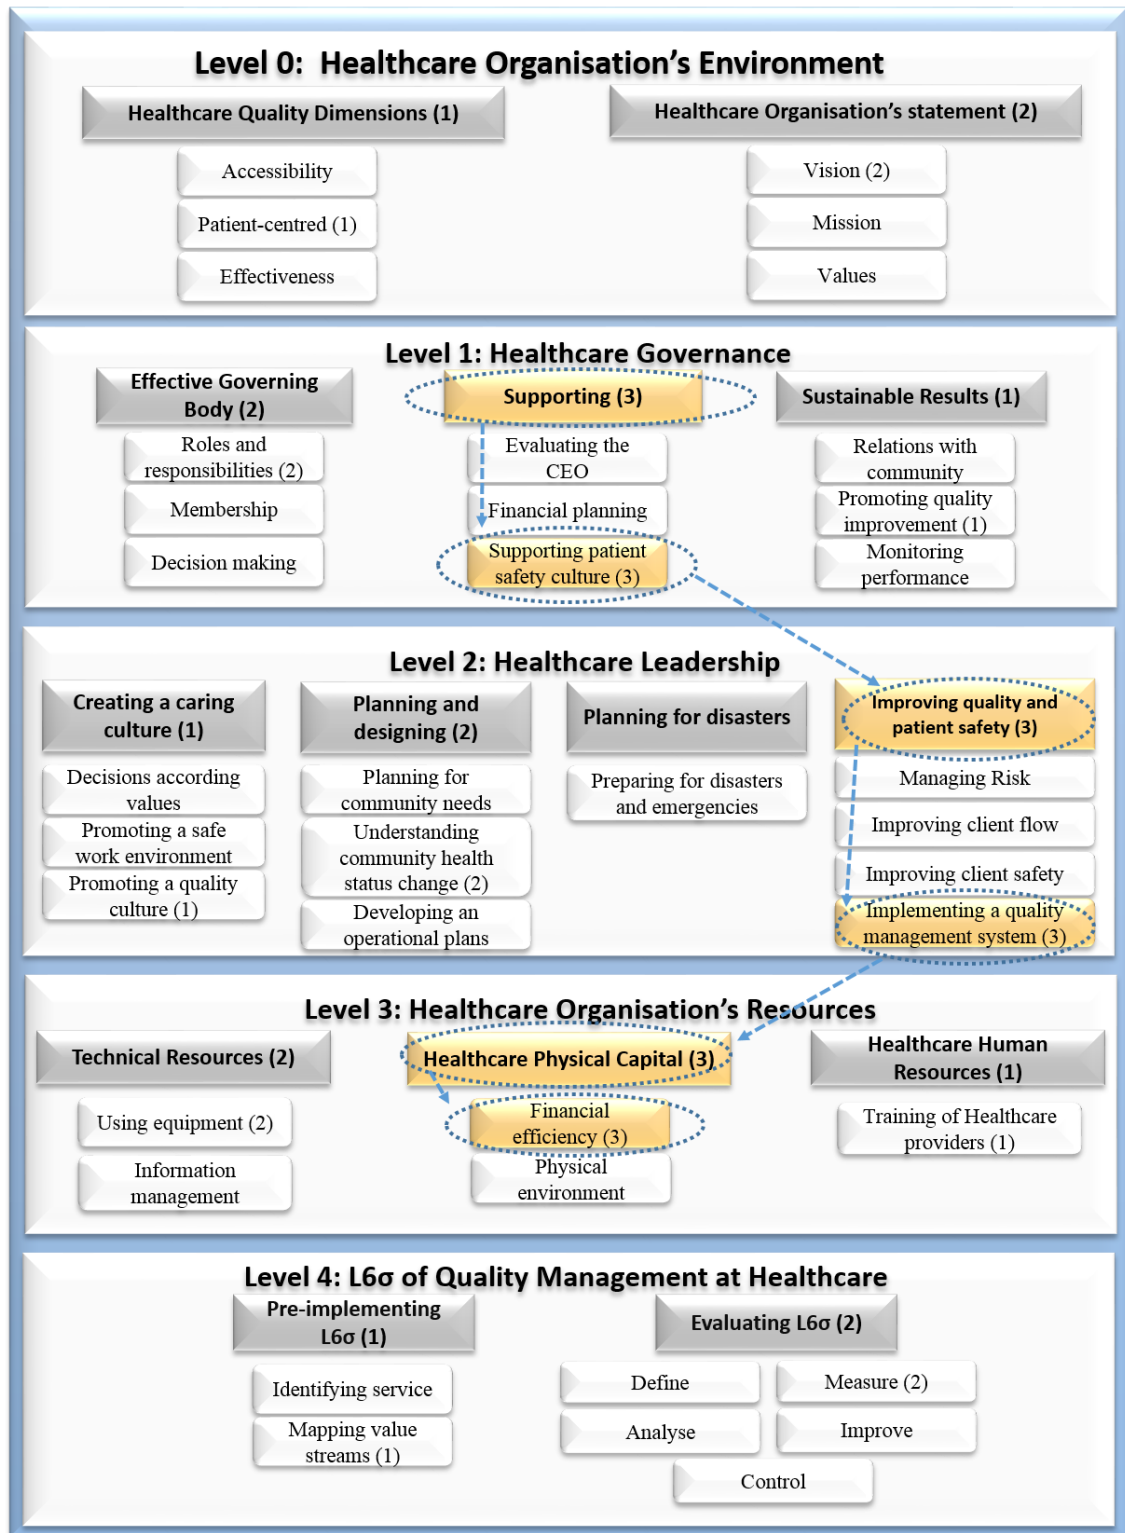 Level 0:  Healthcare Organisation's Environment
Healthcare Quality Dimensions (1)
Accessibility
Patient-centred (1)
Effectiveness
Healthcare Organisation's statement (2)
Vision (2)
Mission
Values
Level 1: Healthcare Governance
Effective Governing
Body (2)
Roles and
responsibilities (2)
Membership
Decision making
Supporting (3)
Evaluating the
CEO
Financial planning
Supporting patient
safety culture (3)
Sustainable Results (1)
Relations with
community
Promoting quality
improvement (1)
Monitoring
performance
Level 2: Healthcare Leadership
Creating a caring
culture (1)
Decisions according
values
Promoting a safe
work environment
Promoting a quality
culture (1)
Planning and
designing (2)
Planning for
community needs
Understanding
community health
status change (2)
Developing an
operational plans
Planning for disasters
Preparing for disasters
and emergencies
Improving quality and
patient safety (3)
Managing Risk
Improving client flow
Improving client safety
Implementing a quality
management system (3)
Level 3: Healthcare Organisation's Resources
Technical Resources (2)
Using equipment (2)
Information
management
Healthcare Physical Capital (3)
Financial
efficiency (3)
Physical
environment
Healthcare Human
Resources (1)
Training of Healthcare
providers (1)
Level 4: L6σ of Quality Management at Healthcare
Pre-implementing
L6σ (1)
Identifying service
Mapping value
streams (1)
Evaluating L6σ (2)
Define
Measure (2)
Analyse
Improve
Control